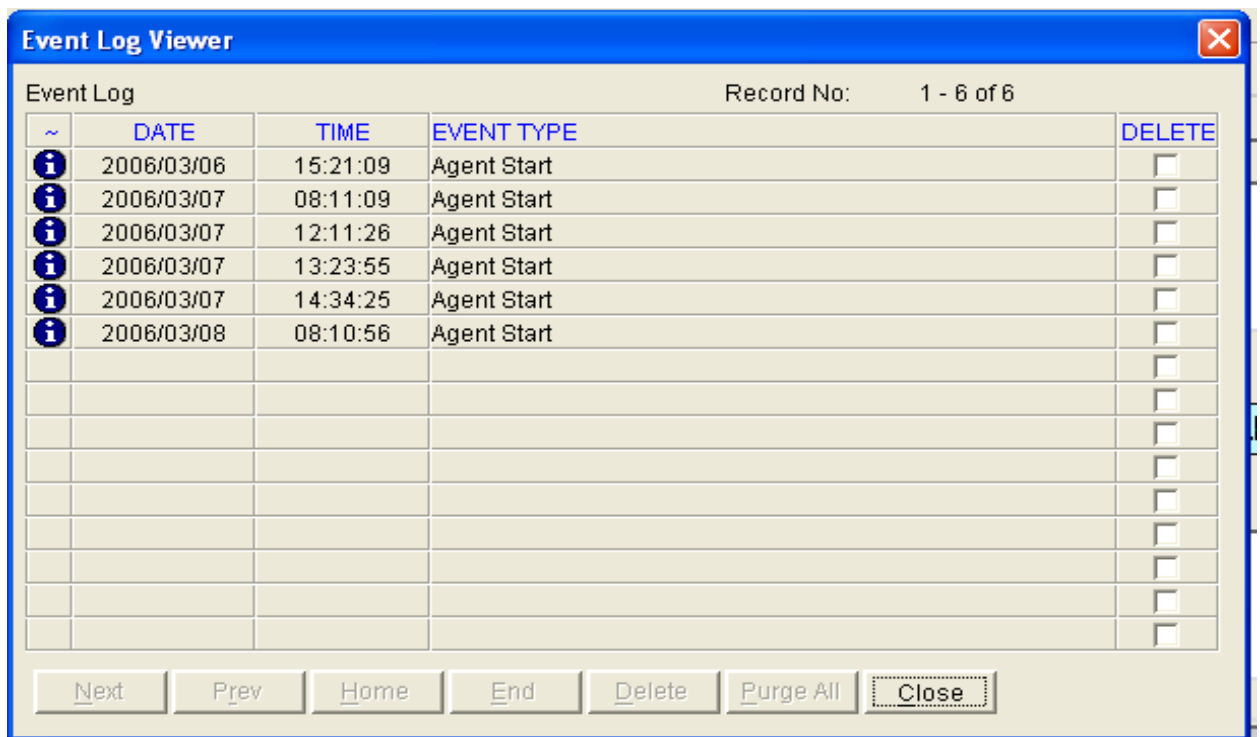 Event Log Viewer
Event Log Record No: 1 - 6 of 6
~ DATE TIME EVENT TYPE DELETE
2006/03/06 15:21:09 Agent Start
2006/03/07 08:11:09 Agent Start
2006/03/07 12:11:26 Agent Start
2006/03/07 13:23:55 Agent Start
2006/03/07 14:34:25 Agent Start
2006/03/08 08:10:56 Agent Start
Next Prev Home End Delete Purge All Close